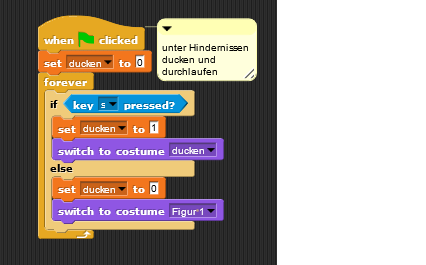 when clicked
unter Hindernissen
ducken und
durchlaufen
set ducken to 0
forever
if key s pressed?
set ducken to 1
switch to costume ducken
else
set ducken to 0
switch to costume Figur1